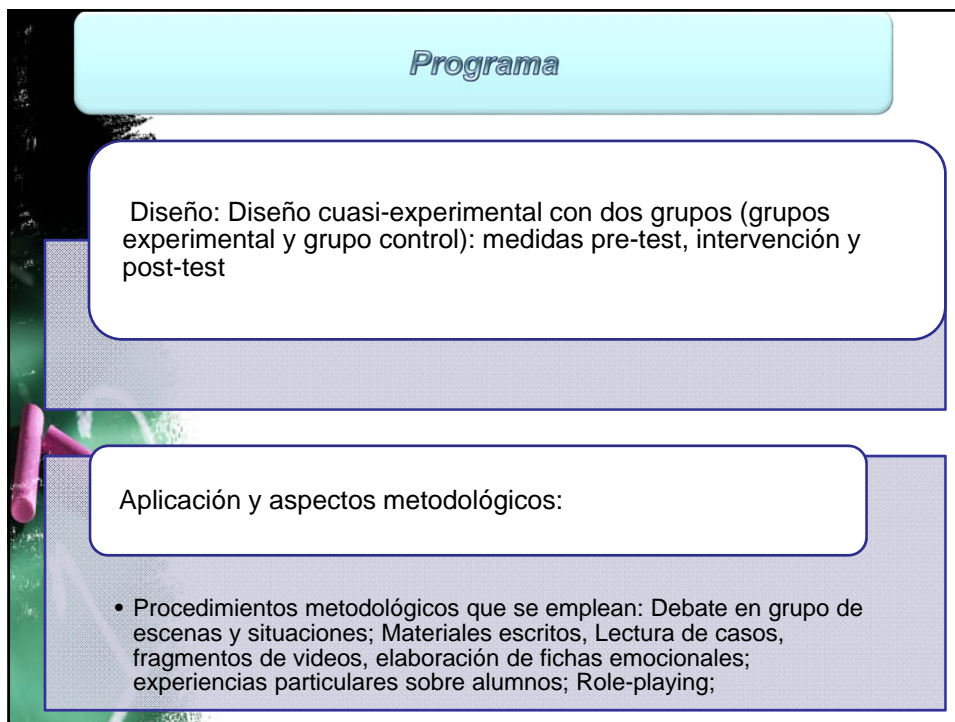 Programa
Diseño: Diseño cuasi-experimental con dos grupos (grupos
experimental y grupo control): medidas pre-test, intervención y
post-test
Aplicación y aspectos metodológicos:
• Procedimientos metodológicos que se emplean: Debate en grupo de
escenas y situaciones; Materiales escritos, Lectura de casos,
fragmentos de videos, elaboración de fichas emocionales;
experiencias particulares sobre alumnos; Role-playing;